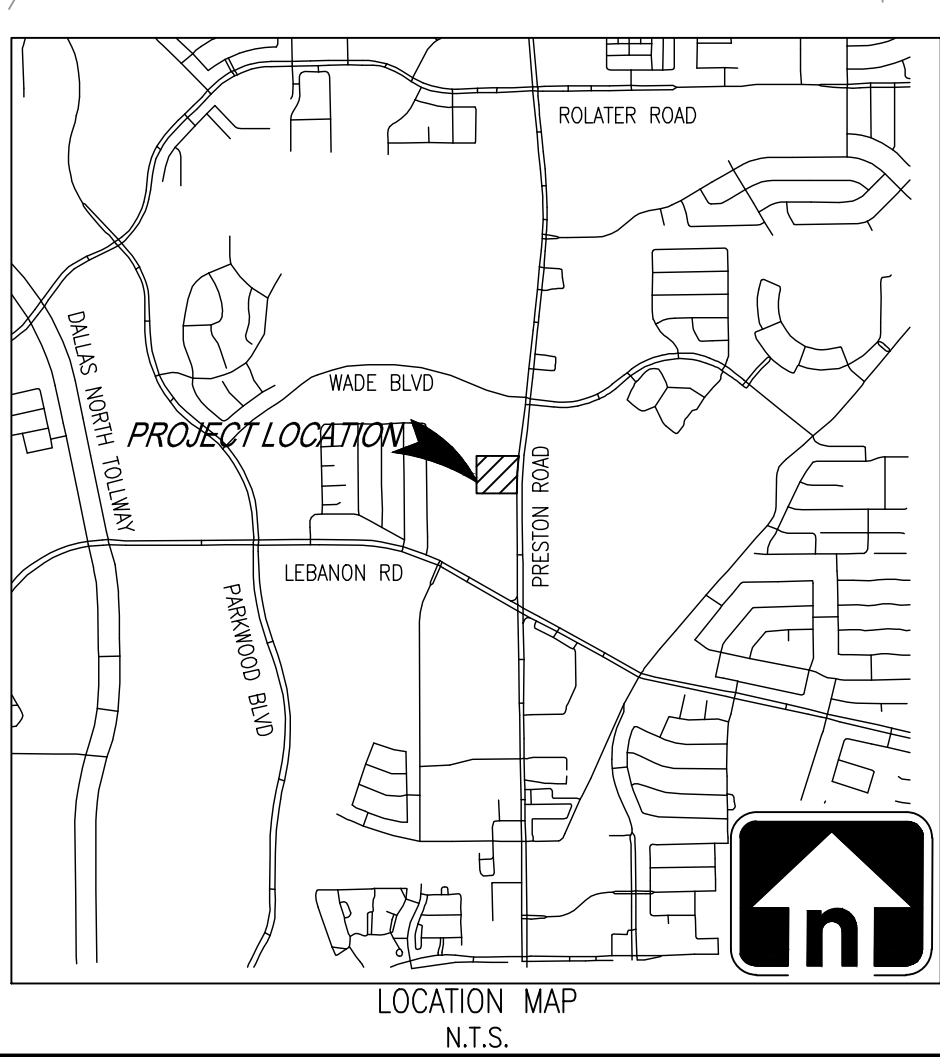 ROLATER ROAD
DALLAS NORTH TOLLWAY
WADE BLVD
PROJECT LOCATION
PRESTON ROAD
LEBANON RD
PARKWOOD BLVD
n
LOCATION MAP
N.T.S.